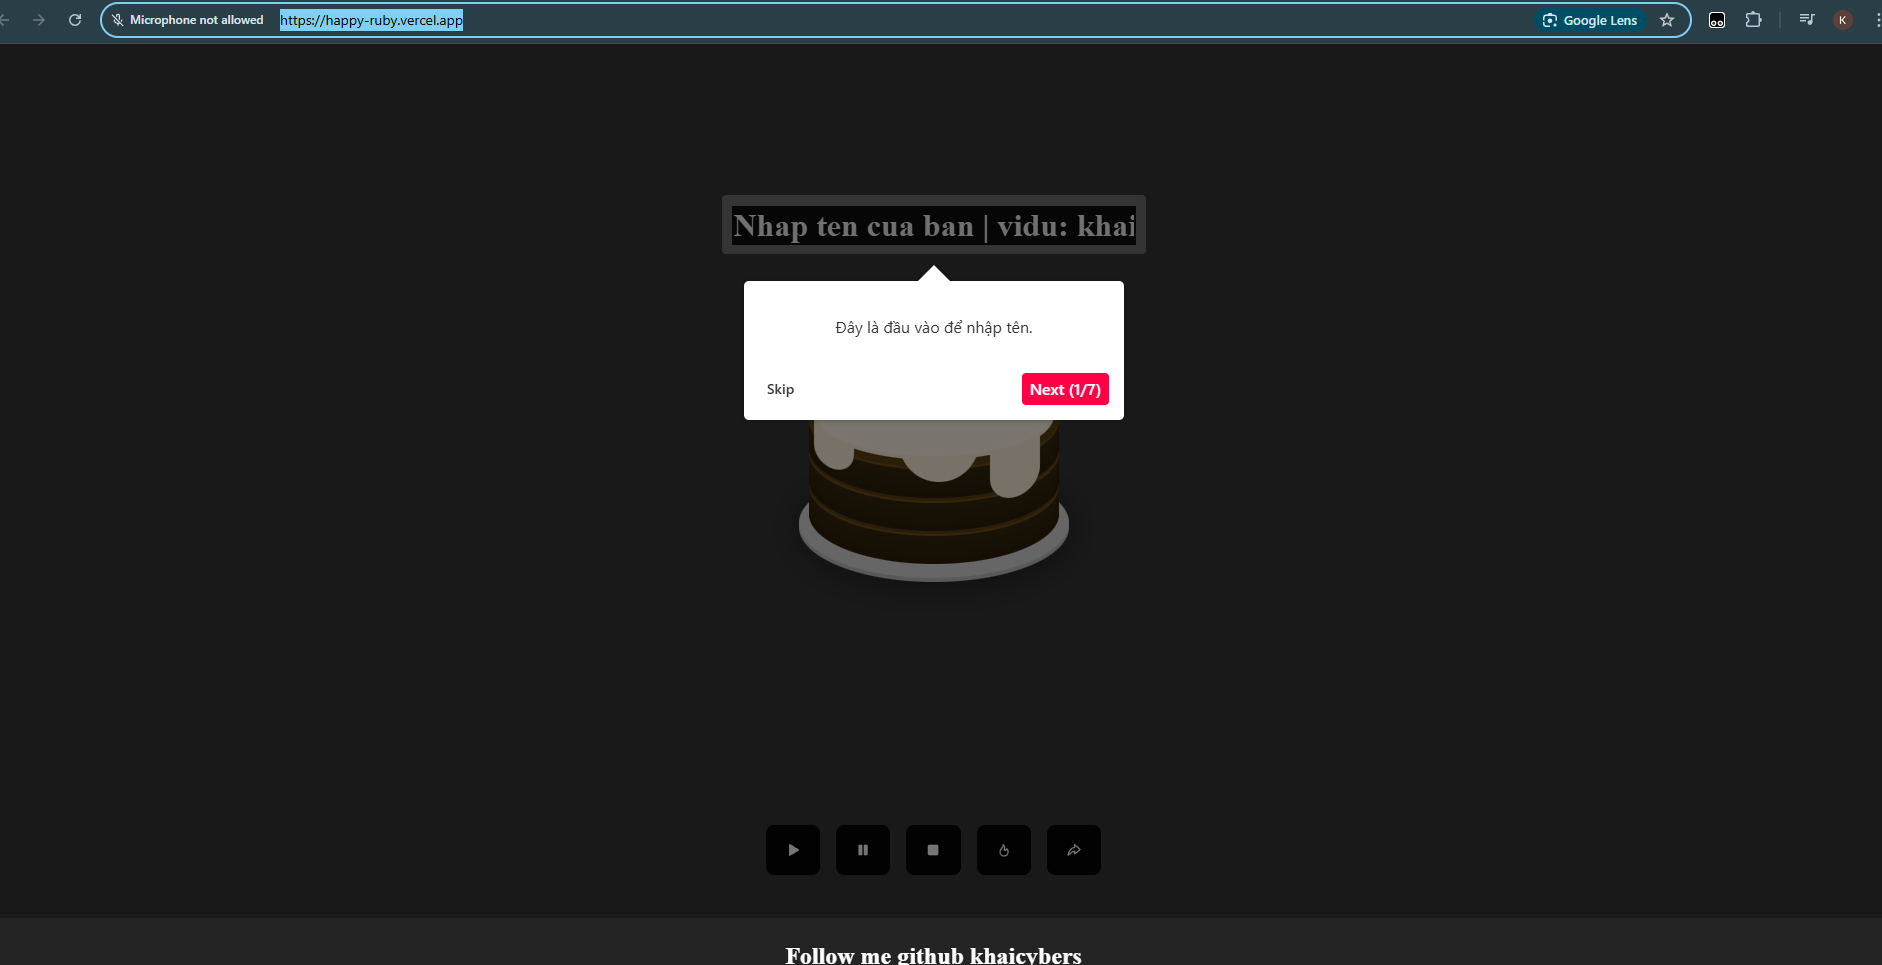 Microphone not allowed https://happy-ruby.vercel.app Google Lens K
Nhap ten cua ban | vidu: khai
Đây là đầu vào để nhập tên.
Skip Next (1/7)
Follow me github khaicybers